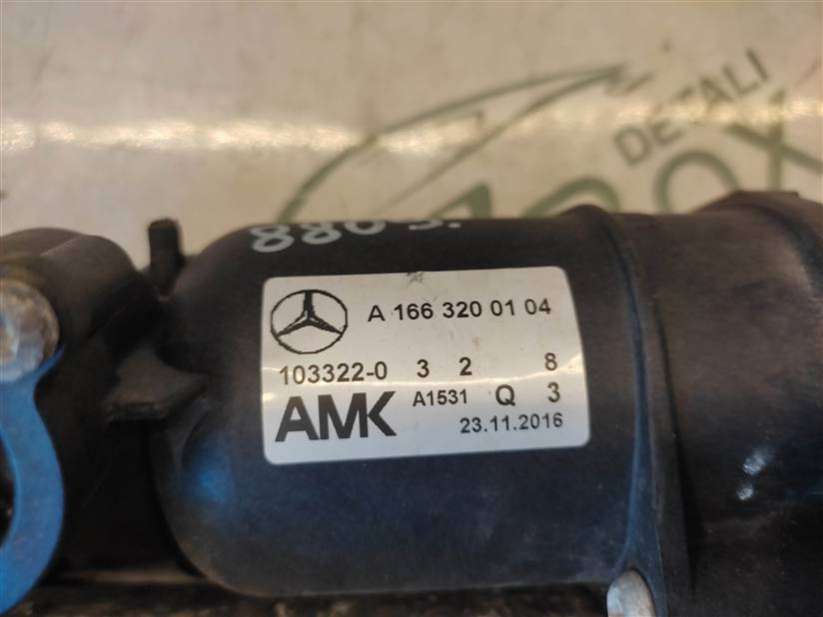 DETALI
A 166 320 01 04
103322-0 3 2 8
AMK A1531 Q 3
23.11.2016